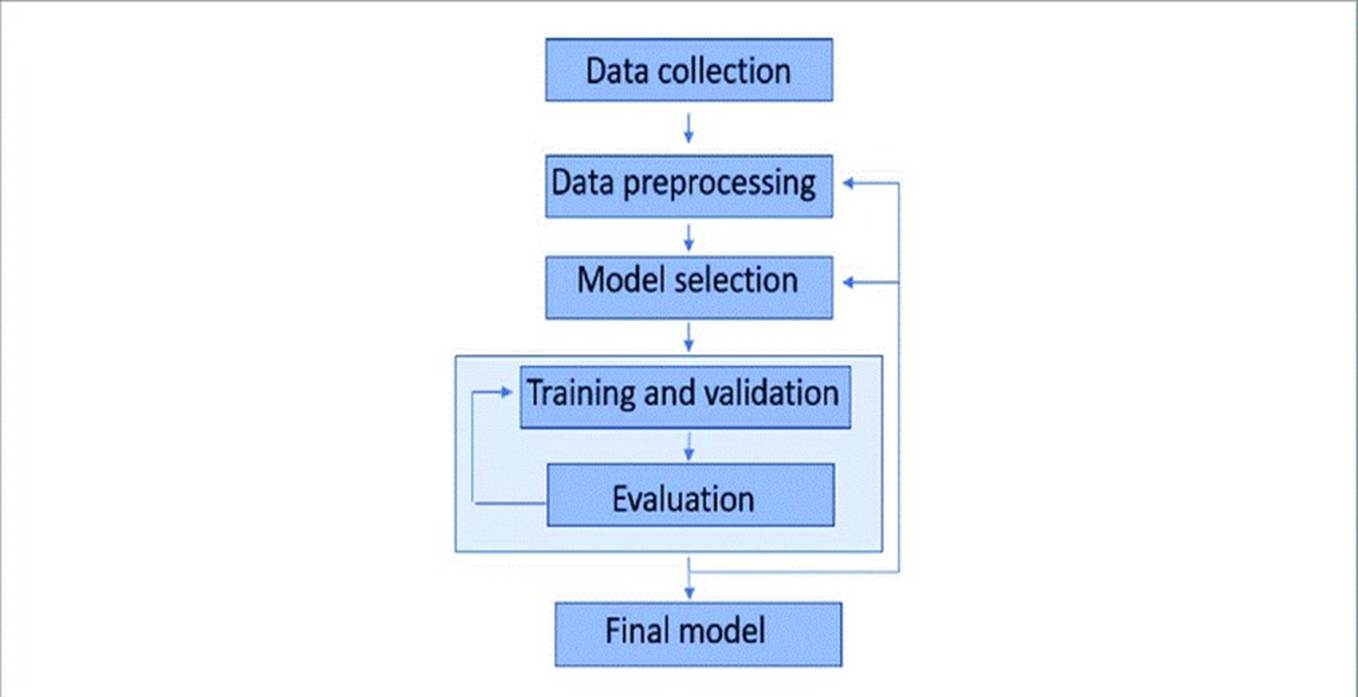 Data collection
Data preprocessing
Model selection
Training and validation
Evaluation
Final model